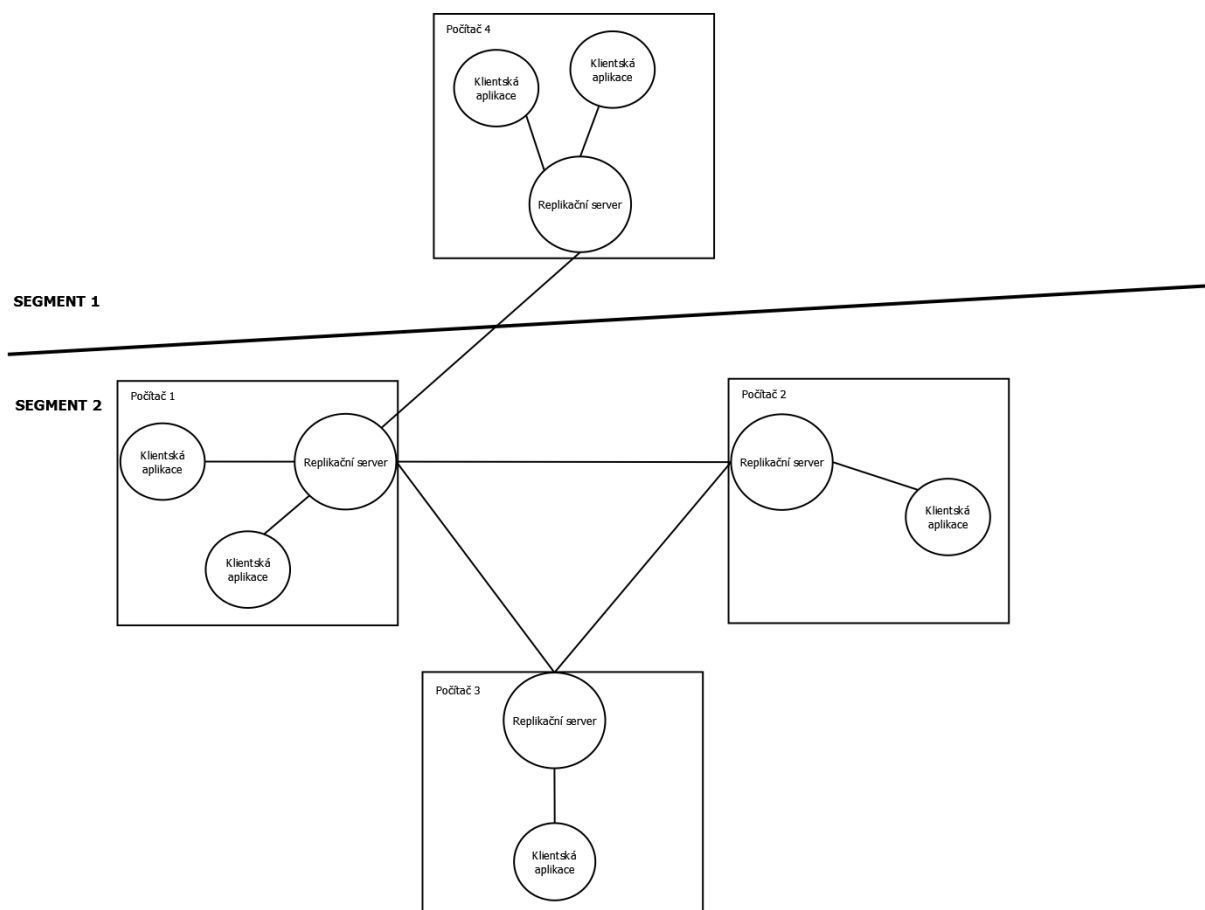 Počítač 4
Klientská
aplikace
Klientská
aplikace
Replikační server
SEGMENT 1
SEGMENT 2
Počítač 1
Klientská
aplikace
Replikační server
Klientská
aplikace
Počítač 2
Replikační server
Klientská
aplikace
Počítač 3
Replikační server
Klientská
aplikace